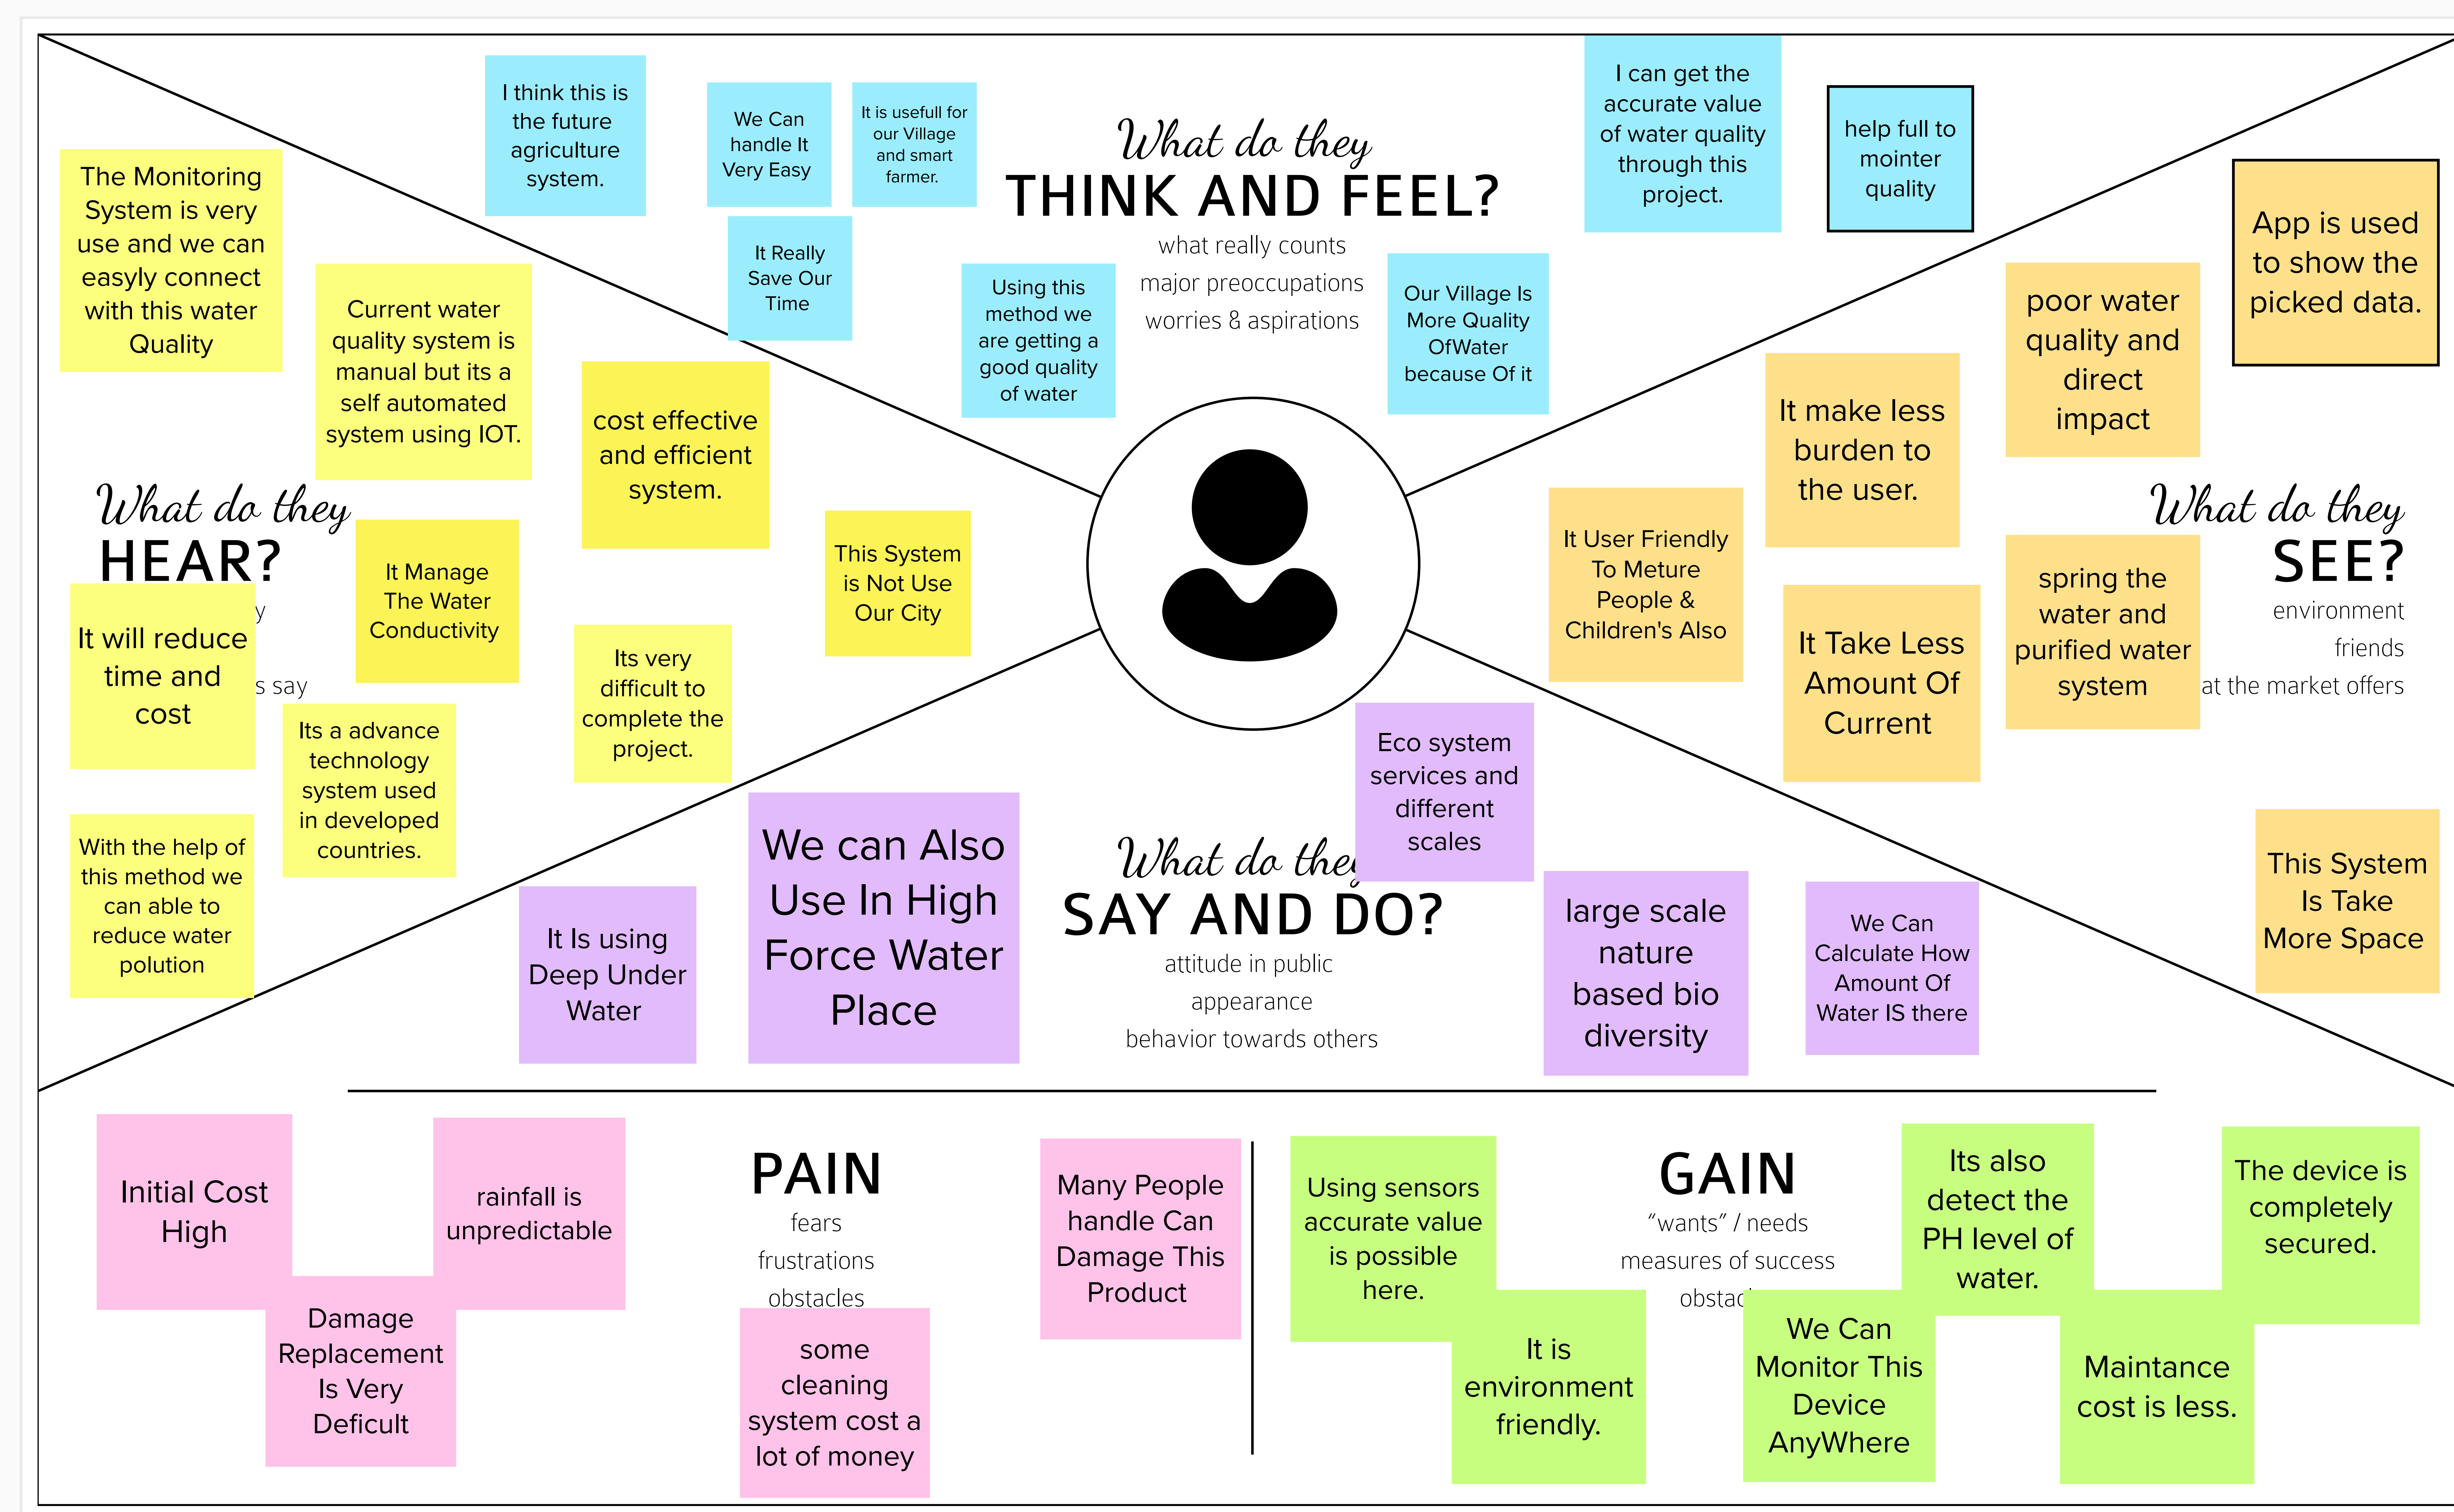 I think this is
the future
agriculture
system.
We Can
handle It
Very Easy
It is usefull for
our Village
and smart
farmer.
It Really
Save Our
Time
What do they
THINK AND FEEL?
what really counts
major preoccupations
worries & aspirations
Using this
method we
are getting a
good quality
of water
Our Village Is
More Quality
OfWater
because Of it
I can get the
accurate value
of water quality
through this
project.
help full to
mointer
quality
The Monitoring
System is very
use and we can
easyly connect
with this water
Quality
Current water
quality system is
manual but its a
self automated
system using IOT.
cost effective
and efficient
system.
What do they
HEAR?
y
s say
It will reduce
time and
cost
It Manage
The Water
Conductivity
This System
is Not Use
Our City
Its very
difficult to
complete the
project.
Its a advance
technology
system used
in developed
countries.
With the help of
this method we
can able to
reduce water
polution
App is used
to show the
picked data.
poor water
quality and
direct
impact
It make less
burden to
the user.
It User Friendly
To Meture
People &
Children's Also
What do they
SEE?
environment
friends
at the market offers
spring the
water and
purified water
system
It Take Less
Amount Of
Current
This System
Is Take
More Space
Eco system
services and
different
scales
What do they
SAY AND DO?
attitude in public
appearance
behavior towards others
It Is using
Deep Under
Water
We can Also
Use In High
Force Water
Place
large scale
nature
based bio
diversity
We Can
Calculate How
Amount Of
Water IS there
Initial Cost
High
rainfall is
unpredictable
Damage
Replacement
Is Very
Deficult
PAIN
fears
frustrations
obstacles
some
cleaning
system cost a
lot of money
Many People
handle Can
Damage This
Product
Using sensors
accurate value
is possible
here.
It is
environment
friendly.
GAIN
“wants” / needs
measures of success
obstac
We Can
Monitor This
Device
AnyWhere
Its also
detect the
PH level of
water.
Maintance
cost is less.
The device is
completely
secured.